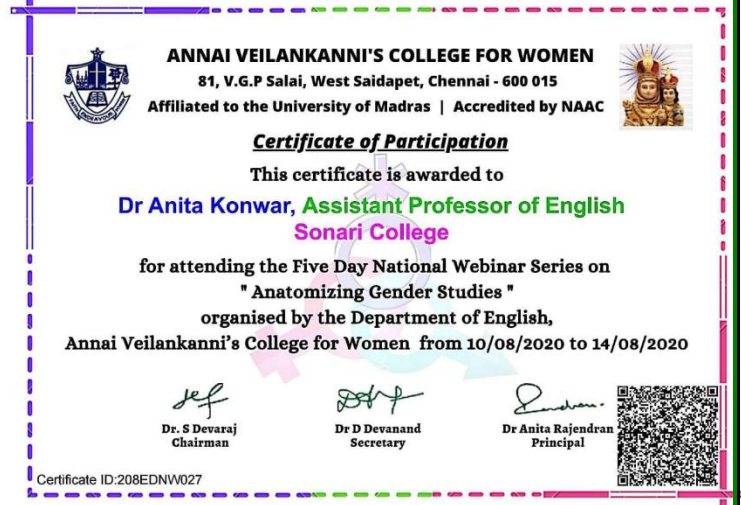 ANNAI VEILANKANNI'S COLLEGE FOR WOMEN
81, V.G.P Salai, West Saidapet, Chennai - 600 015
Affiliated to the University of Madras | Accredited by NAAC
Certificate of Participation
This certificate is awarded to
Dr Anita Konwar, Assistant Professor of English
Sonari College
for attending the Five Day National Webinar Series on
" Anatomizing Gender Studies "
organised by the Department of English,
Annai Veilankanni's College for Women from 10/08/2020 to 14/08/2020
Dr. S Devaraj
Chairman
Dr D Devanand
Secretary
Dr Anita Rajendran
Principal
Certificate ID:208EDNW027